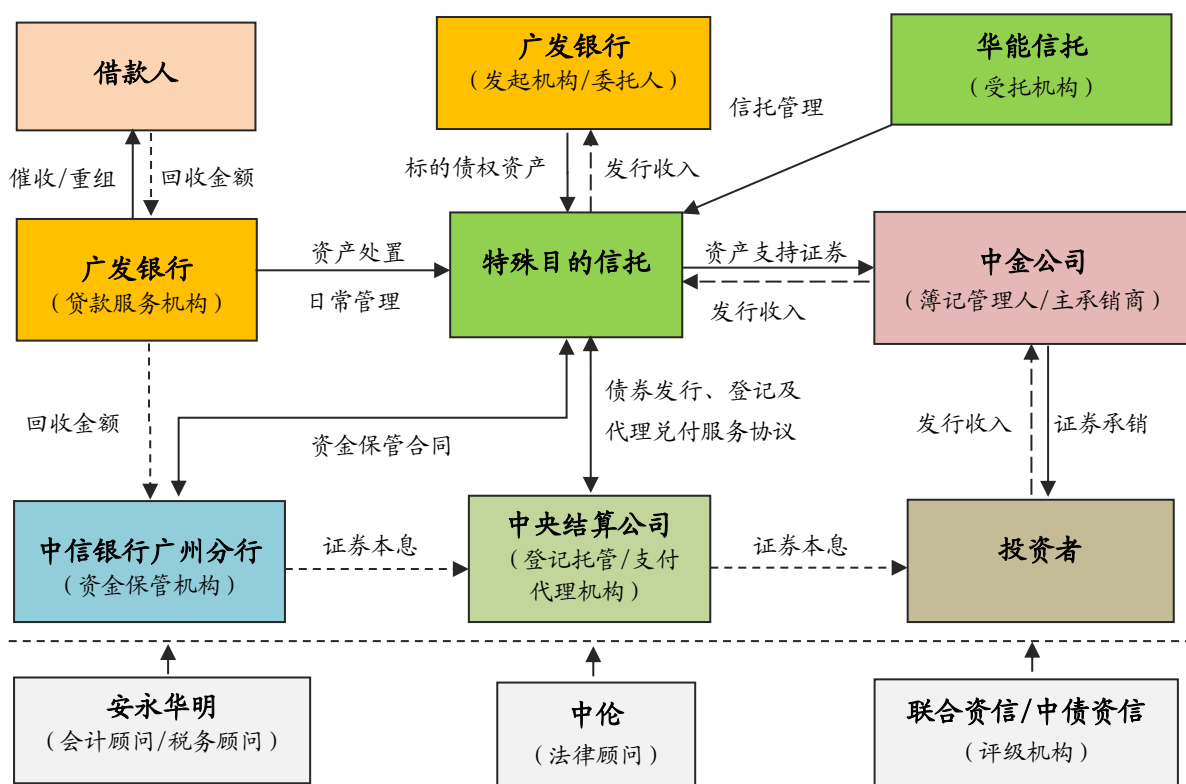 借款人
广发银行
（发起机构/委托人）
华能信托
（受托机构）
信托管理
催收/重组
回收金额
标的债权资产
发行收入
广发银行
（贷款服务机构）
资产处置
日常管理
特殊目的信托
资产支持证券
发行收入
中金公司
（簿记管理人/主承销商）
回收金额
资金保管合同
债券发行、登记及
代理兑付服务协议
发行收入
证券承销
中信银行广州分行
（资金保管机构）
证券本息
中央结算公司
（登记托管/支付
代理机构）
证券本息
投资者
安永华明
（会计顾问/税务顾问）
中伦
（法律顾问）
联合资信/中债资信
（评级机构）